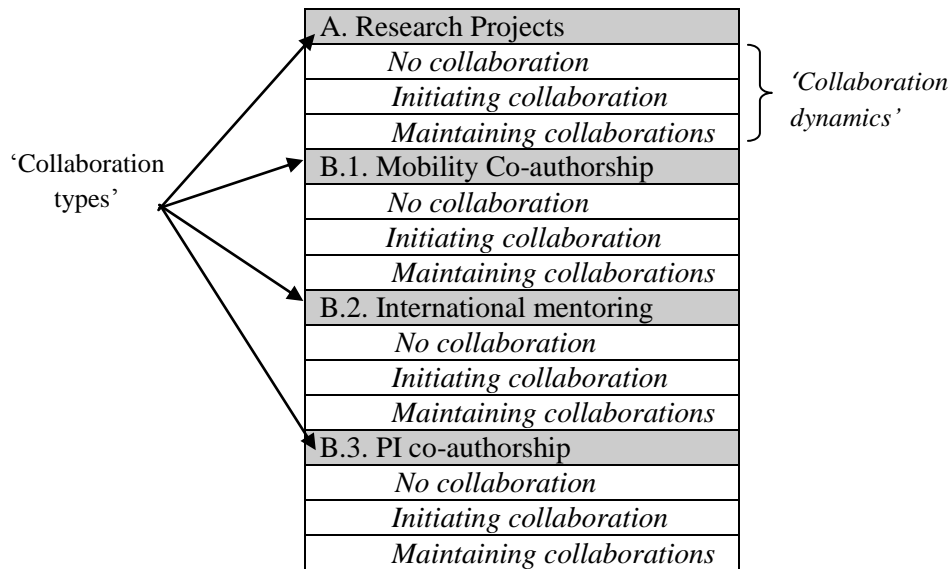 A. Research Projects
No collaboration
Initiating collaboration
Maintaining collaborations
‘Collaboration
dynamics’
‘Collaboration
types’
B.1. Mobility Co-authorship
No collaboration
Initiating collaboration
Maintaining collaborations
B.2. International mentoring
No collaboration
Initiating collaboration
Maintaining collaborations
B.3. PI co-authorship
No collaboration
Initiating collaboration
Maintaining collaborations